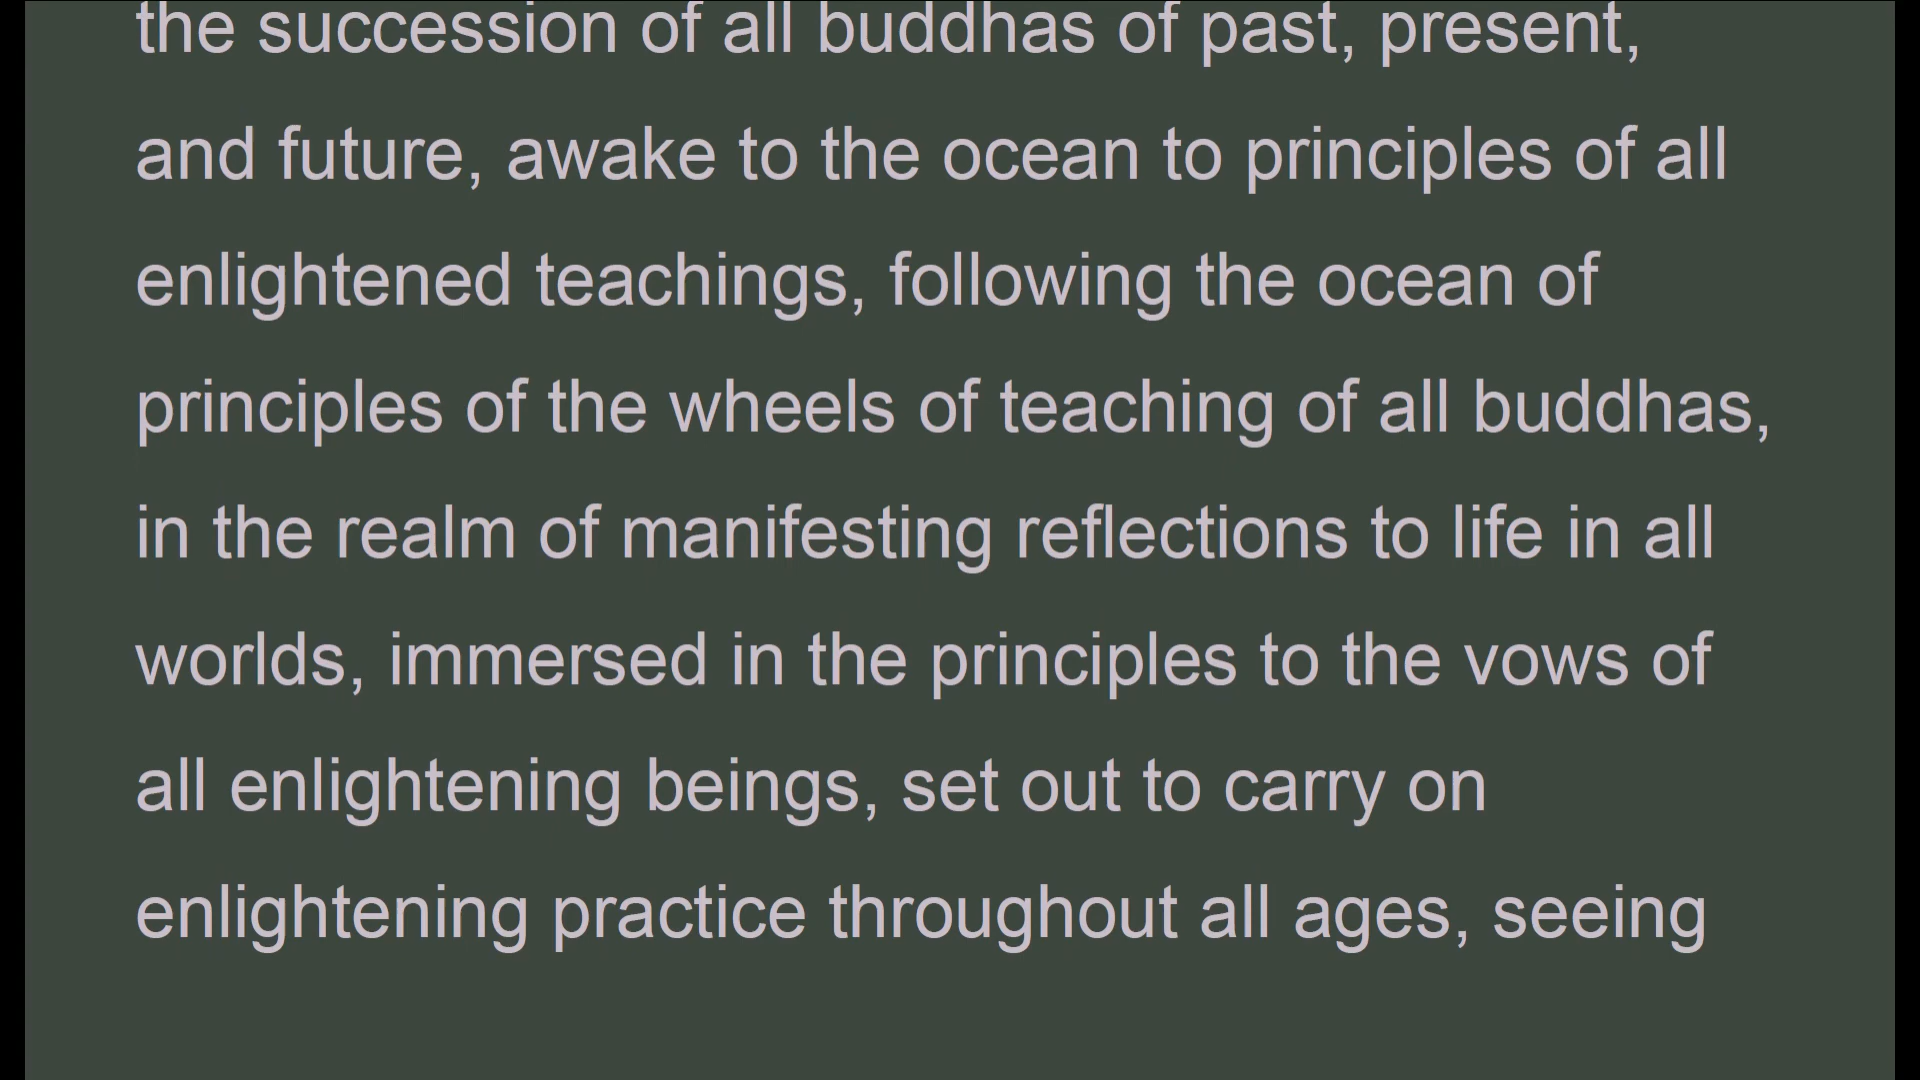 the succession of all buddhas of past, present,
and future, awake to the ocean to principles of all
enlightened teachings, following the ocean of
principles of the wheels of teaching of all buddhas,
in the realm of manifesting reflections to life in all
worlds, immersed in the principles to the vows of
all enlightening beings, set out to carry on
enlightening practice throughout all ages, seeing